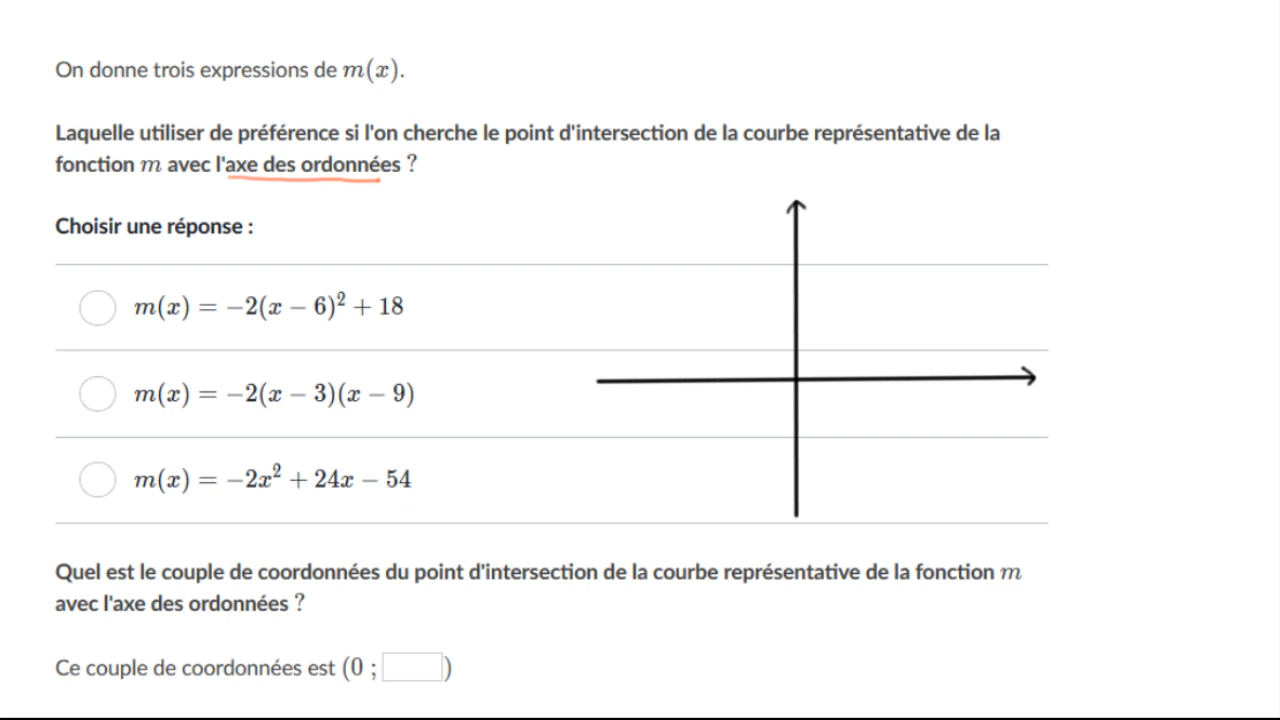 On donne trois expressions de m(x).
Laquelle utiliser de préférence si l'on cherche le point d'intersection de la courbe représentative de la
fonction m avec l'axe des ordonnées ?
Choisir une réponse :
m(x) = −2(x − 6)² + 18
m(x) = −2(x − 3)(x − 9)
m(x) = −2x² + 24x − 54
Quel est le couple de coordonnées du point d'intersection de la courbe représentative de la fonction m
avec l'axe des ordonnées ?
Ce couple de coordonnées est (0 ; )